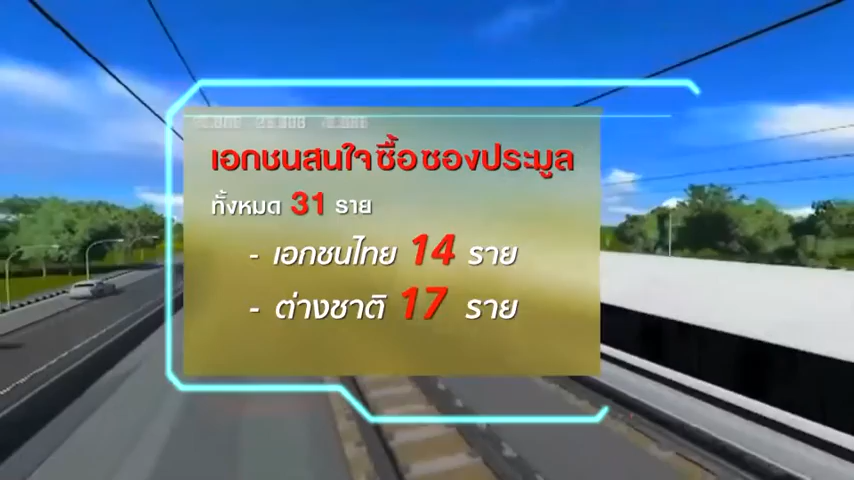 เอกชนสนใจซื้อซองประมูล
ทั้งหมด 31 ราย
- เอกชนไทย 14 ราย
- ต่างชาติ 17 ราย